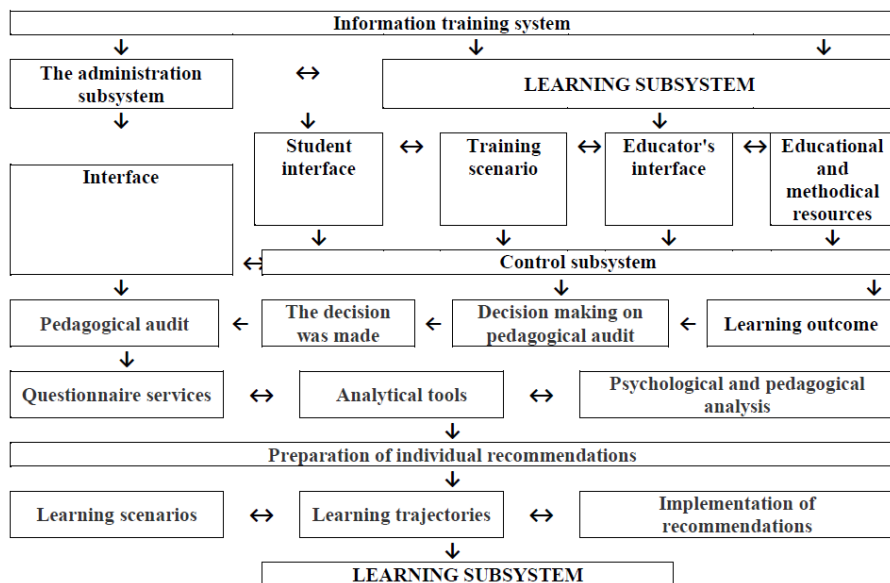 Information training system
The administration
subsystem
LEARNING SUBSYSTEM
Student
interface
Training
scenario
Educator's
interface
Educational
and
methodical
resources
Interface
Control subsystem
Pedagogical audit
The decision
was made
Decision making on
pedagogical audit
Learning outcome
Questionnaire services
Analytical tools
Psychological and pedagogical
analysis
Preparation of individual recommendations
Learning scenarios
Learning trajectories
Implementation of
recommendations
LEARNING SUBSYSTEM